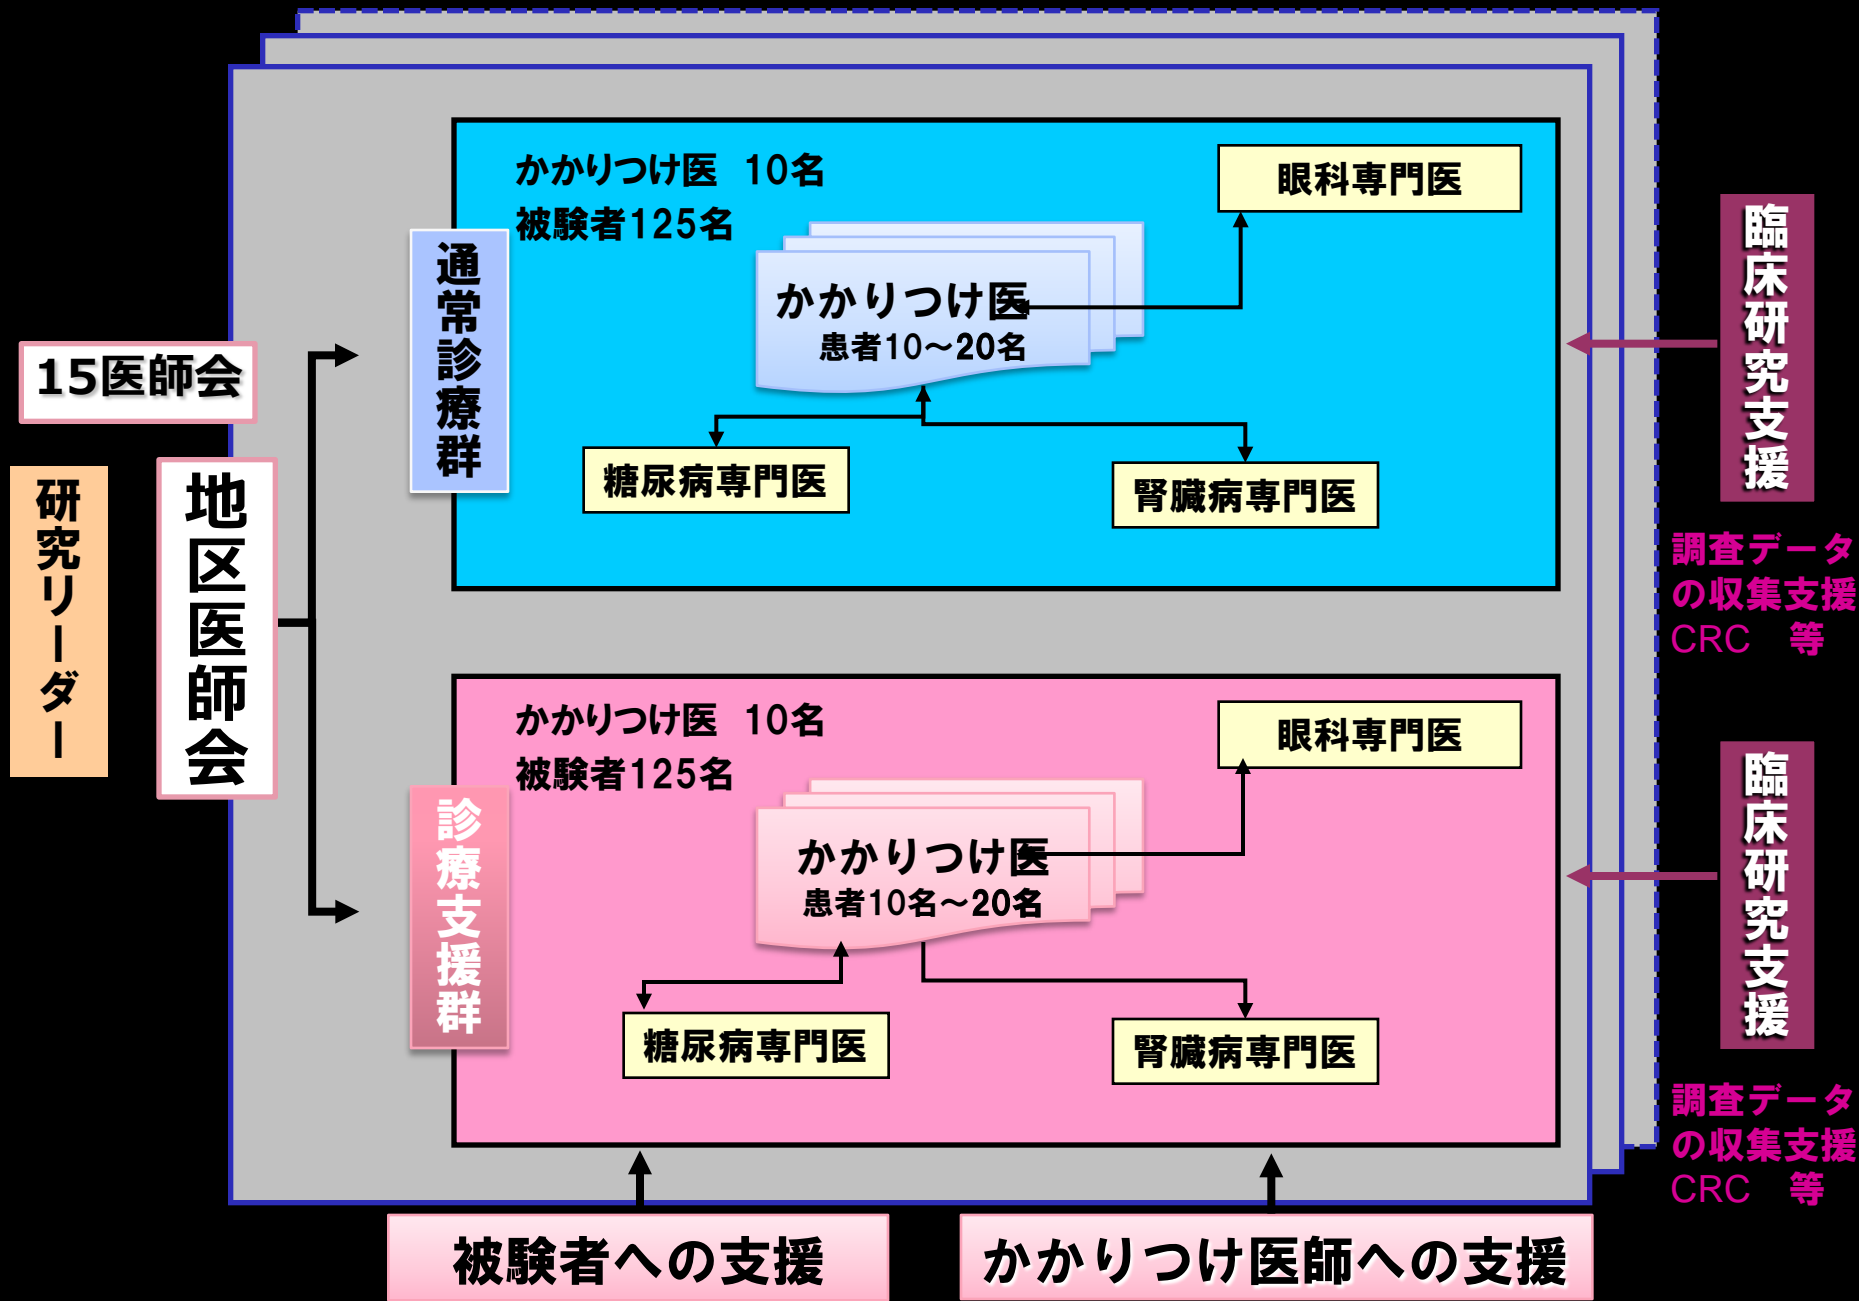 15医師会
研究リーダー
地区医師会
通常診療群
かかりつけ医　10名
被験者125名
眼科専門医
かかりつけ医
患者10～20名
糖尿病専門医
腎臓病専門医
臨床研究支援
調査データ
の収集支援
CRC　等
診療支援群
かかりつけ医　10名
被験者125名
眼科専門医
かかりつけ医
患者10名～20名
糖尿病専門医
腎臓病専門医
臨床研究支援
調査データ
の収集支援
CRC　等
被験者への支援
かかりつけ医師への支援